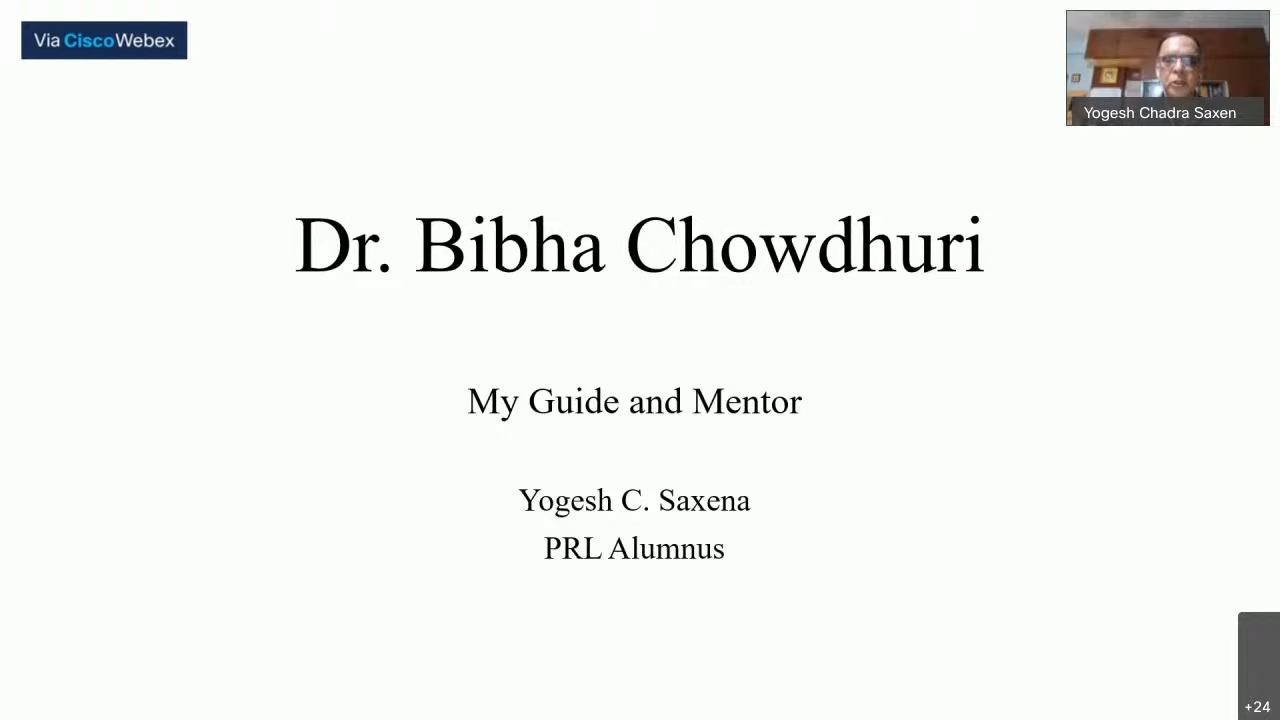 Via CiscoWebex
Yogesh Chadra Saxen
Dr. Bibha Chowdhuri
My Guide and Mentor
Yogesh C. Saxena
PRL Alumnus
+24